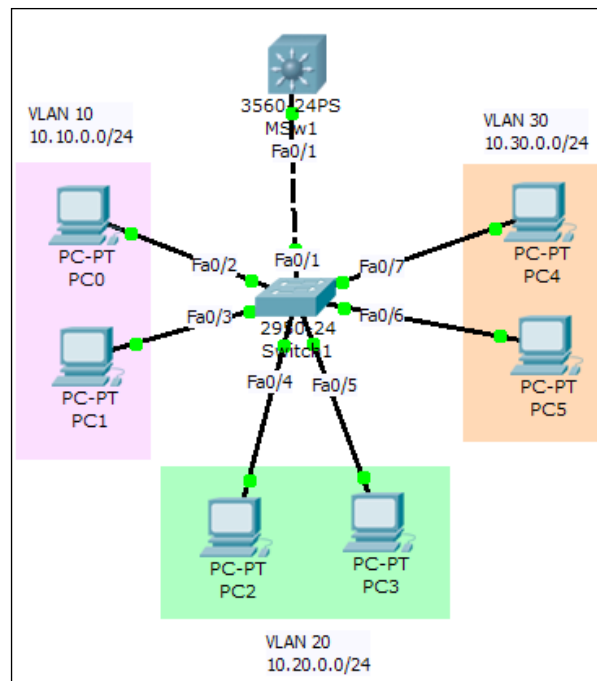 3560-24PS
MSw1
Fa0/1
VLAN 10
10.10.0.0/24
VLAN 30
10.30.0.0/24
PC-PT
PC0
Fa0/2
Fa0/1
Fa0/7
PC-PT
PC4
Fa0/3
2950-24
Switch1
Fa0/6
PC-PT
PC1
Fa0/4
Fa0/5
PC-PT
PC5
PC-PT
PC2
PC-PT
PC3
VLAN 20
10.20.0.0/24